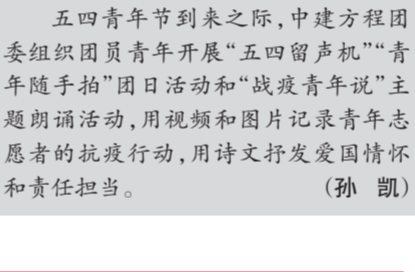 五四青年节到来之际,中建方程团
委组织团员青年开展“五四留声机”“青
年随手拍”团日活动和“战疫青年说”主
题朗诵活动,用视频和图片记录青年志
愿者的抗疫行动,用诗文抒发爱国情怀
和责任担当。 (孙 凯)